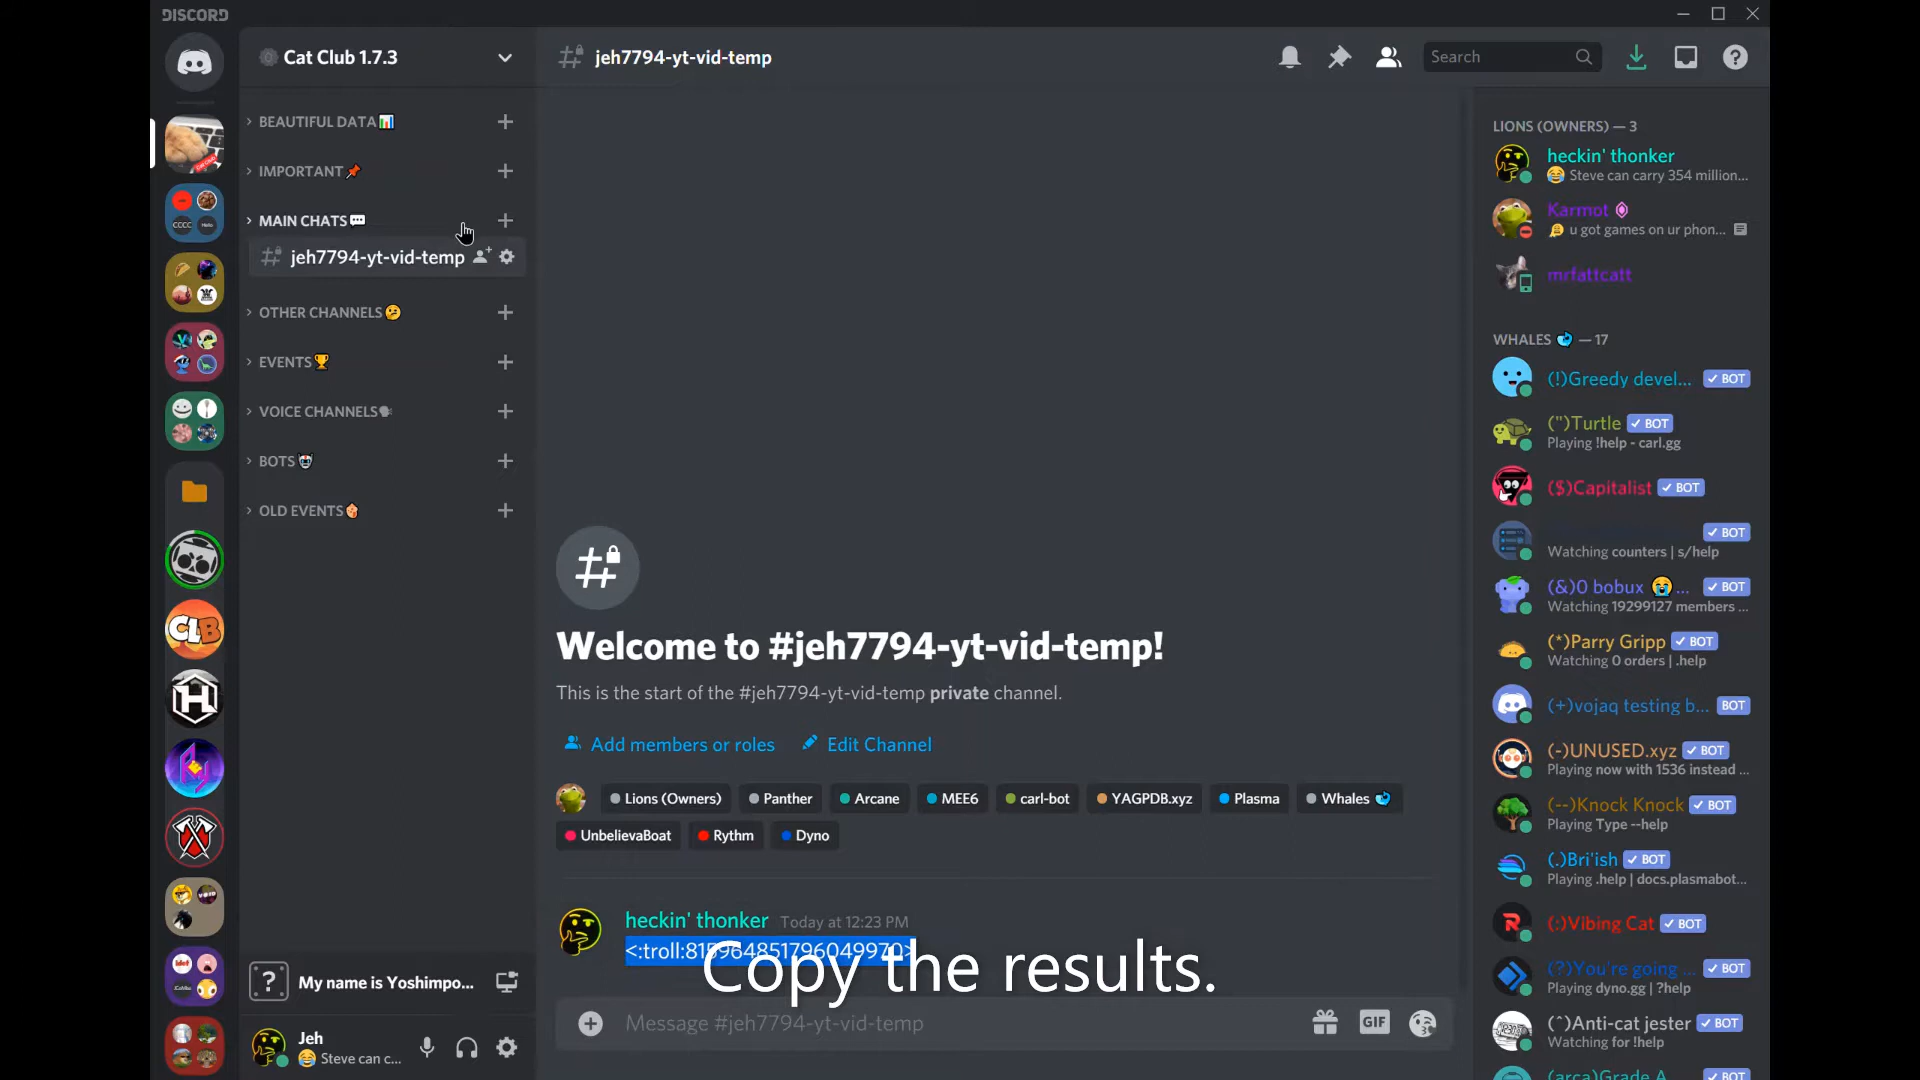 DISCORD
Cat Club 1.7.3
BEAUTIFUL DATA
IMPORTANT
MAIN CHATS
jeh7794-yt-vid-temp
OTHER CHANNELS
EVENTS
VOICE CHANNELS
BOTS
OLD EVENTS
My name is Yoshimpo...
Jeh
😂 Steve can c...
jeh7794-yt-vid-temp
Search
Welcome to #jeh7794-yt-vid-temp!
This is the start of the #jeh7794-yt-vid-temp private channel.
Add members or roles
Edit Channel
Lions (Owners) Panther Arcane MEE6 carl-bot YAGPDB.xyz Plasma Whales
UnbelievaBoat Rythm Dyno
heckin' thonker Today at 12:23 PM
<:troll:815964851796049970>
Copy the results.
Message #jeh7794-yt-vid-temp
GIF
LIONS (OWNERS) — 3
heckin' thonker
😂 Steve can carry 354 million...
Karmot
u got games on ur phon...
mrfattcatt
WHALES — 17
(!)Greedy devel... BOT
(")Turtle BOT
Playing !help - carl.gg
($)Capitalist BOT
BOT
Watching counters | s/help
(&)0 bobux 😭... BOT
Watching 19299127 members ...
(*)Parry Gripp BOT
Watching 0 orders | .help
(+)vojaq testing b... BOT
(-)UNUSED.xyz BOT
Playing now with 1536 instead ...
(--)Knock Knock BOT
Playing Type --help
(.)Bri'ish BOT
Playing .help | docs.plasmabot...
(:)Vibing Cat BOT
(?)You're going ... BOT
Playing dyno.gg | ?help
(^)Anti-cat jester BOT
Watching for !help
(arca)Grade A BOT